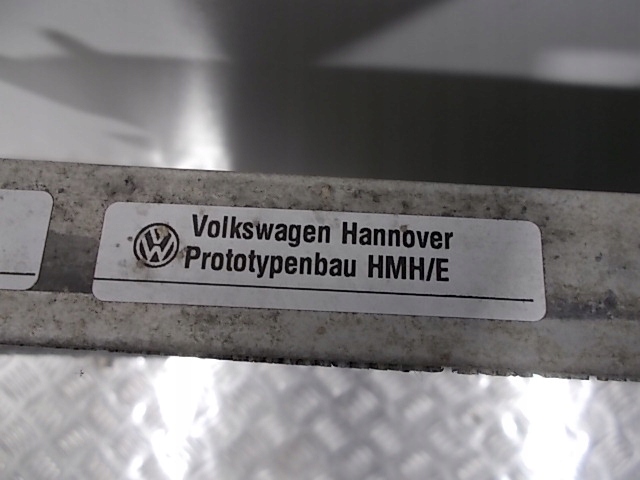 Volkswagen Hannover
Prototypenbau HMH/E